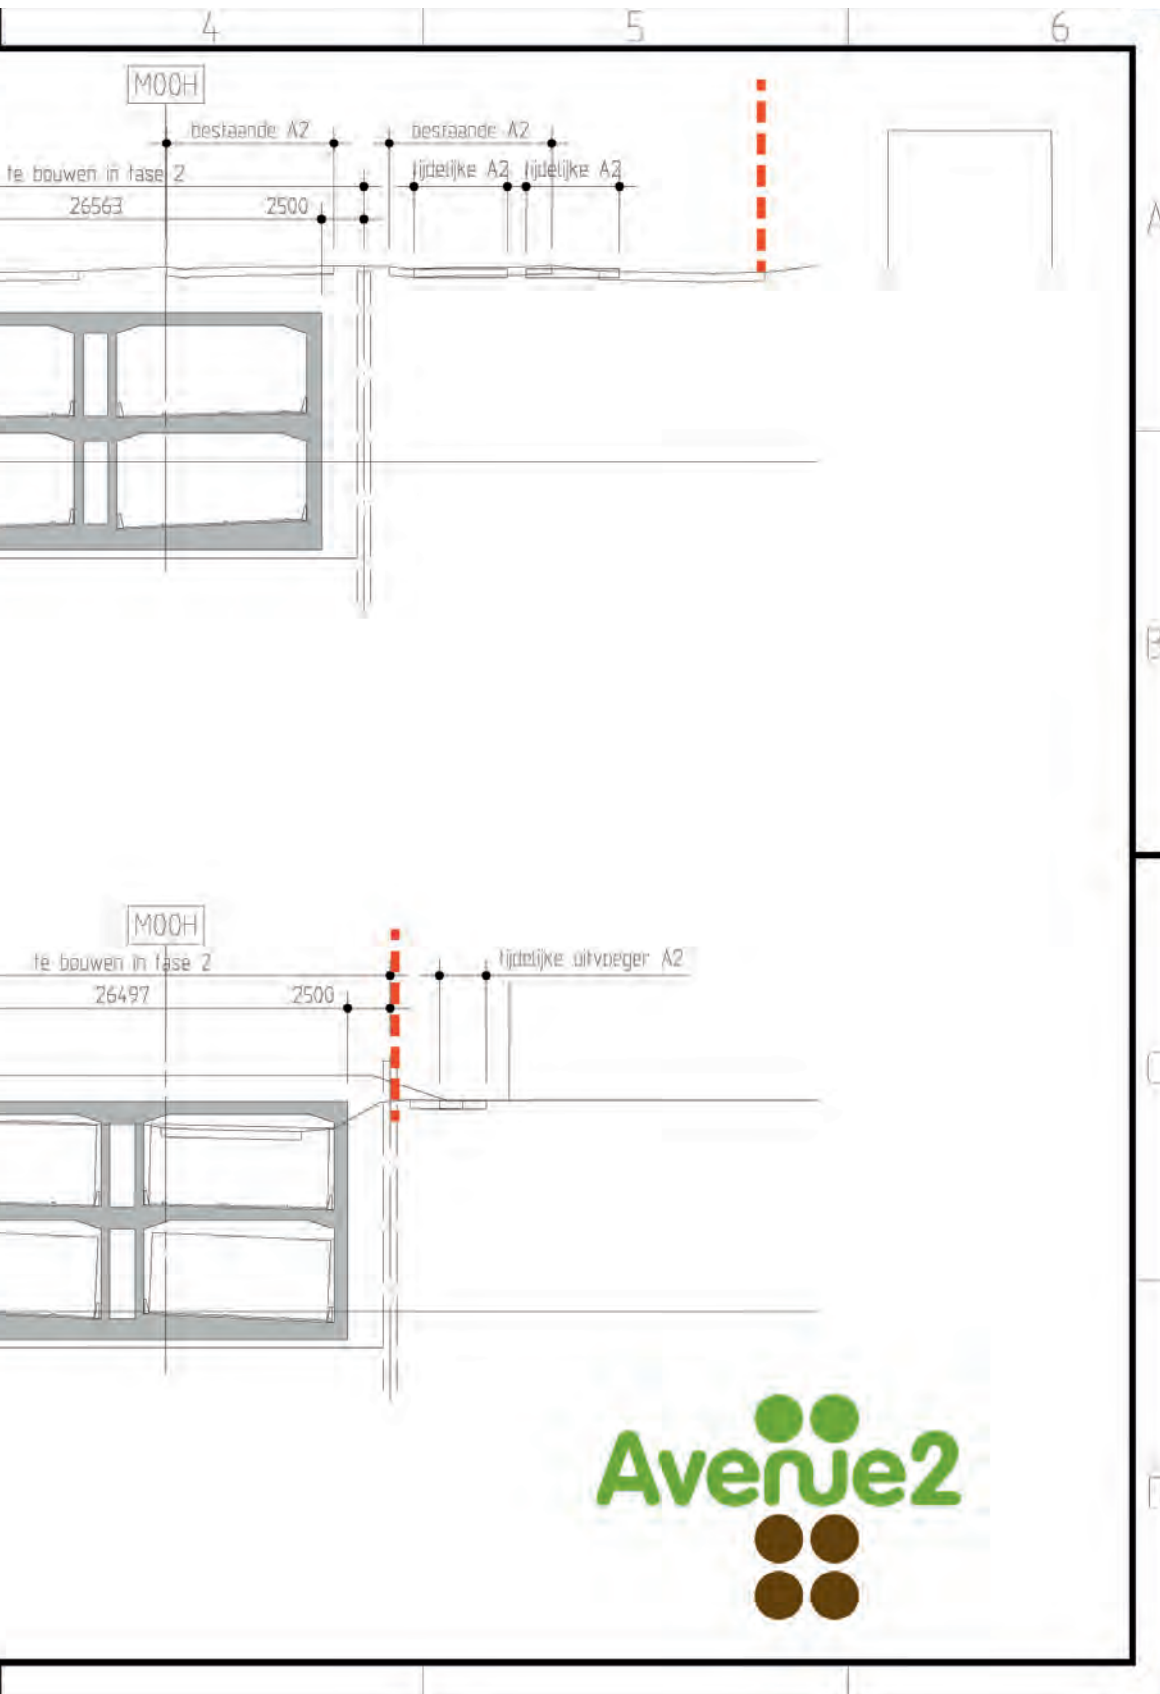 4 5 6
M00H
bestaande A2 bestaande A2
te bouwen in fase 2 tijdelijke A2 tijdelijke A2
26563 2500
A
B
M00H
te bouwen in fase 2 tijdelijke uitvoeger A2
26497 2500
Avenue2